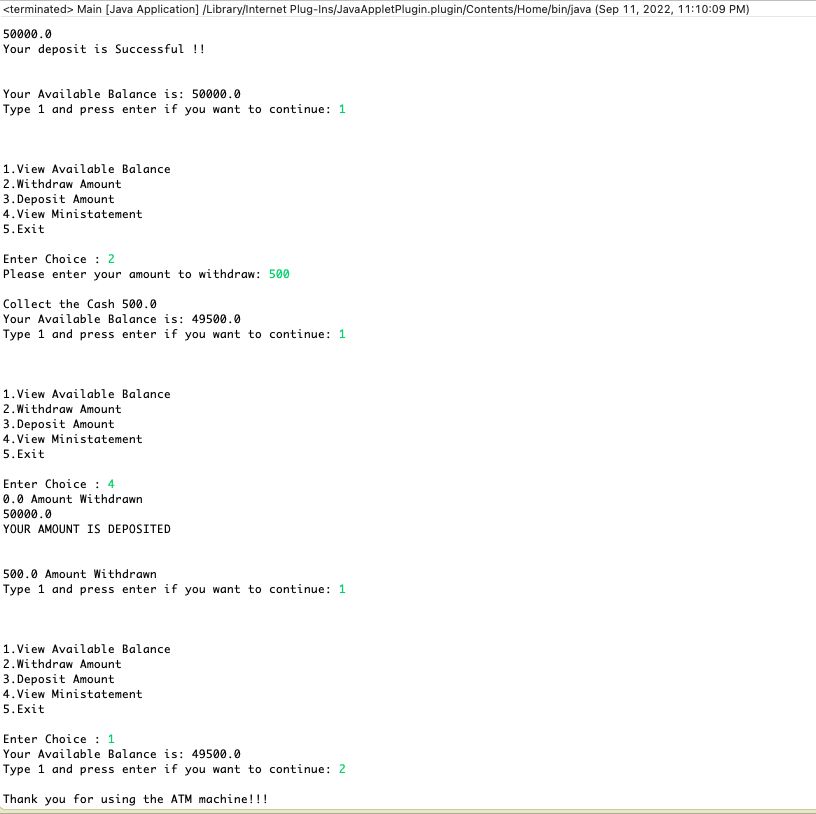 <terminated> Main [Java Application] /Library/Internet Plug-Ins/JavaAppletPlugin.plugin/Contents/Home/bin/java (Sep 11, 2022, 11:10:09 PM)
50000.0
Your deposit is Successful !!
Your Available Balance is: 50000.0
Type 1 and press enter if you want to continue: 1
1.View Available Balance
2.Withdraw Amount
3.Deposit Amount
4.View Ministatement
5.Exit
Enter Choice : 2
Please enter your amount to withdraw: 500
Collect the Cash 500.0
Your Available Balance is: 49500.0
Type 1 and press enter if you want to continue: 1
1.View Available Balance
2.Withdraw Amount
3.Deposit Amount
4.View Ministatement
5.Exit
Enter Choice : 4
0.0 Amount Withdrawn
50000.0
YOUR AMOUNT IS DEPOSITED
500.0 Amount Withdrawn
Type 1 and press enter if you want to continue: 1
1.View Available Balance
2.Withdraw Amount
3.Deposit Amount
4.View Ministatement
5.Exit
Enter Choice : 1
Your Available Balance is: 49500.0
Type 1 and press enter if you want to continue: 2
Thank you for using the ATM machine!!!